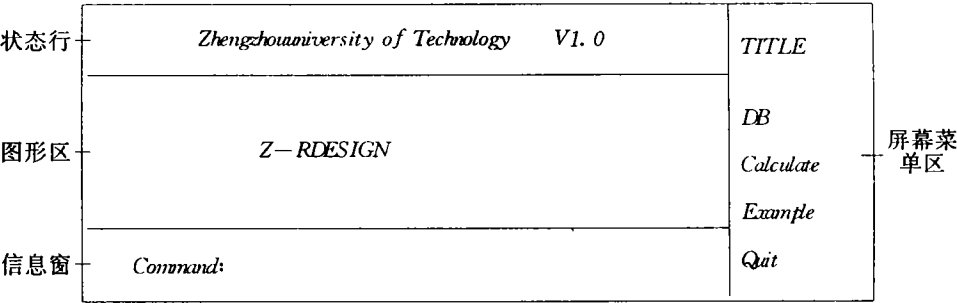 状态行
Zhengzhouuniversity of Technology V1.0
TITLE
图形区
Z—RDESIGN
DB
Calculate
Example
Quit
屏幕菜
单区
信息窗
Command: